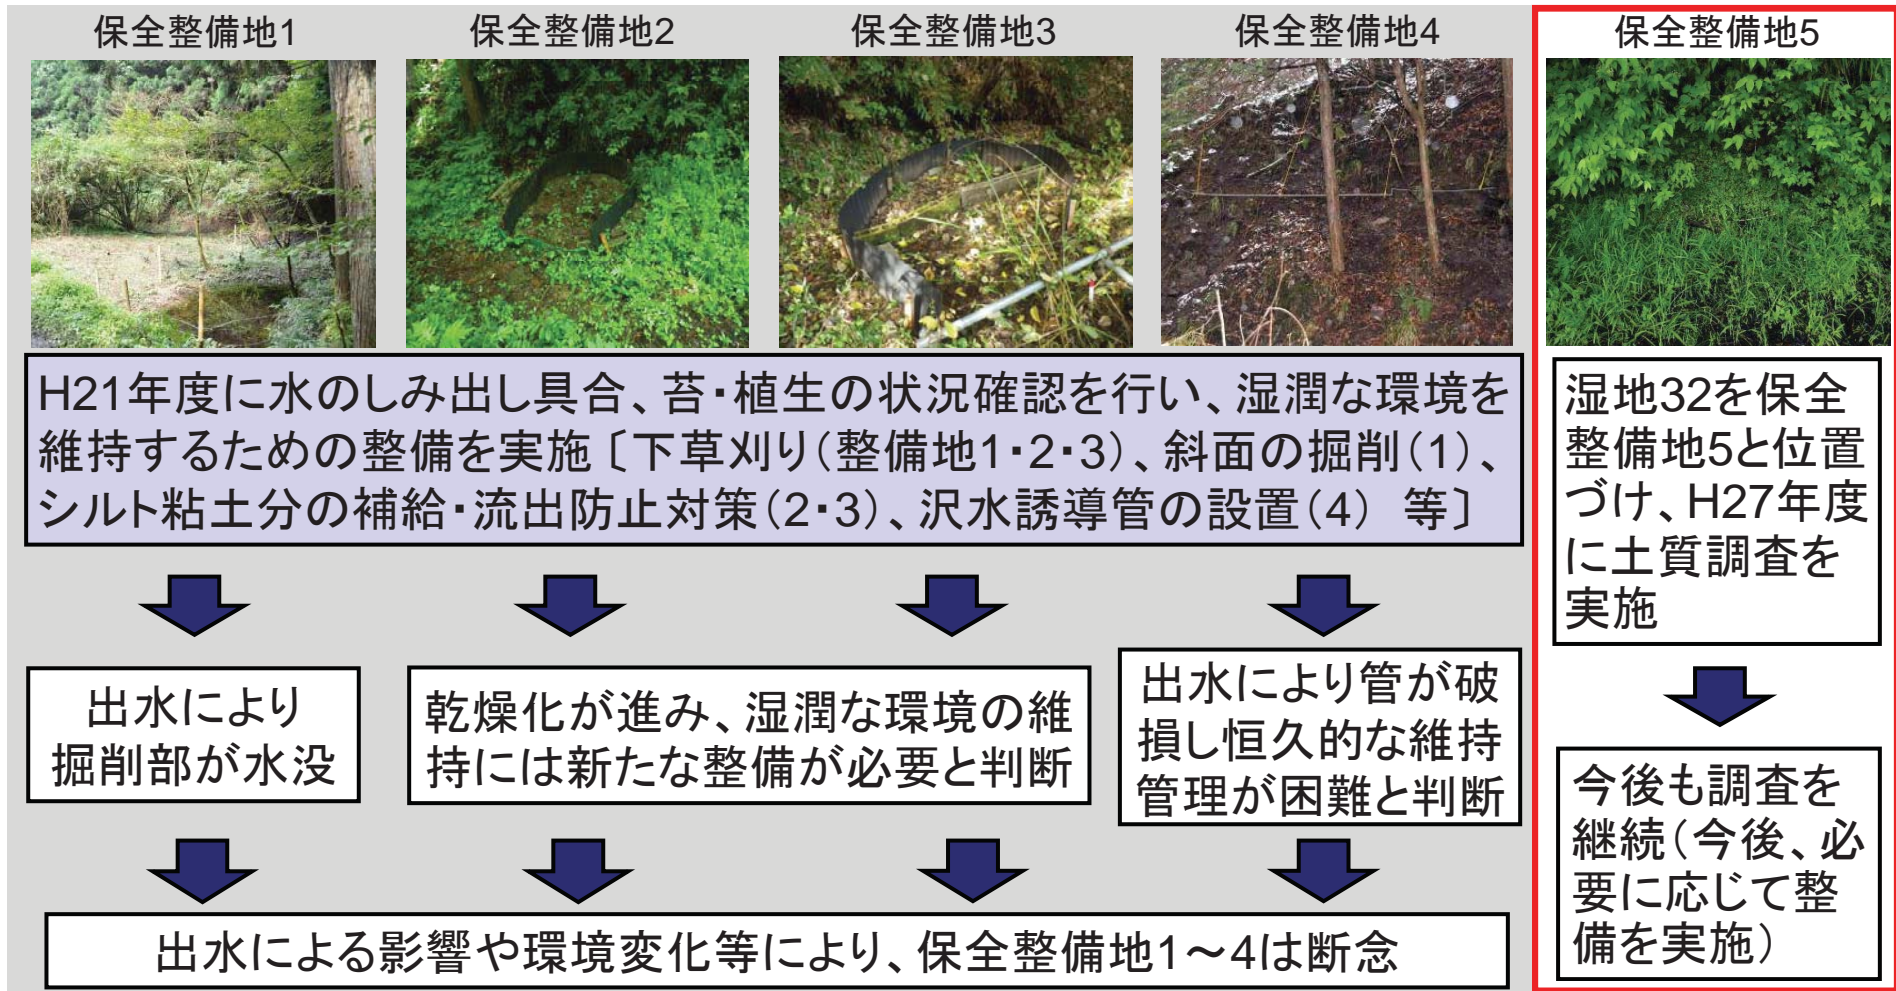 保全整備地1
保全整備地2
保全整備地3
保全整備地4
保全整備地5
H21年度に水のしみ出し具合、苔・植生の状況確認を行い、湿潤な環境を
維持するための整備を実施〔下草刈り(整備地1・2・3)、斜面の掘削(1)、
シルト粘土分の補給・流出防止対策(2・3)、沢水誘導管の設置(4) 等〕
出水により
掘削部が水没
乾燥化が進み、湿潤な環境の維
持には新たな整備が必要と判断
出水により管が破
損し恒久的な維持
管理が困難と判断
出水による影響や環境変化等により、保全整備地1〜4は断念
湿地32を保全
整備地5と位置
づけ、H27年度
に土質調査を
実施
今後も調査を
継続(今後、必
要に応じて整
備を実施)